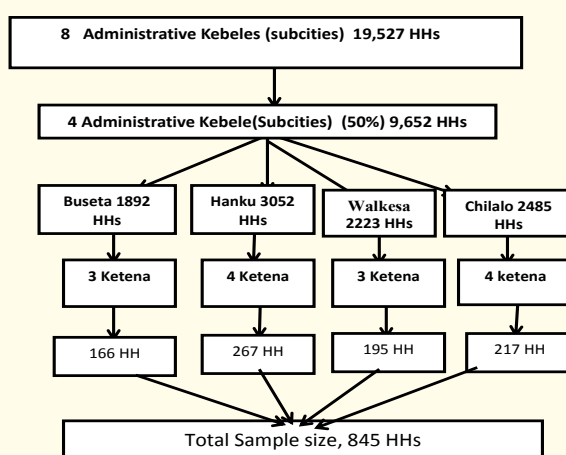 8 Administrative Kebeles (subcities) 19,527 HHs
4 Administrative Kebele(Subcities) (50%) 9,652 HHs
Buseta 1892
HHs
Hanku 3052
HHs
Walkesa
2223 HHs
Chilalo 2485
HHs
3 Ketena
4 Ketena
3 Ketena
4 ketena
166 HH
267 HH
195 HH
217 HH
Total Sample size, 845 HHs